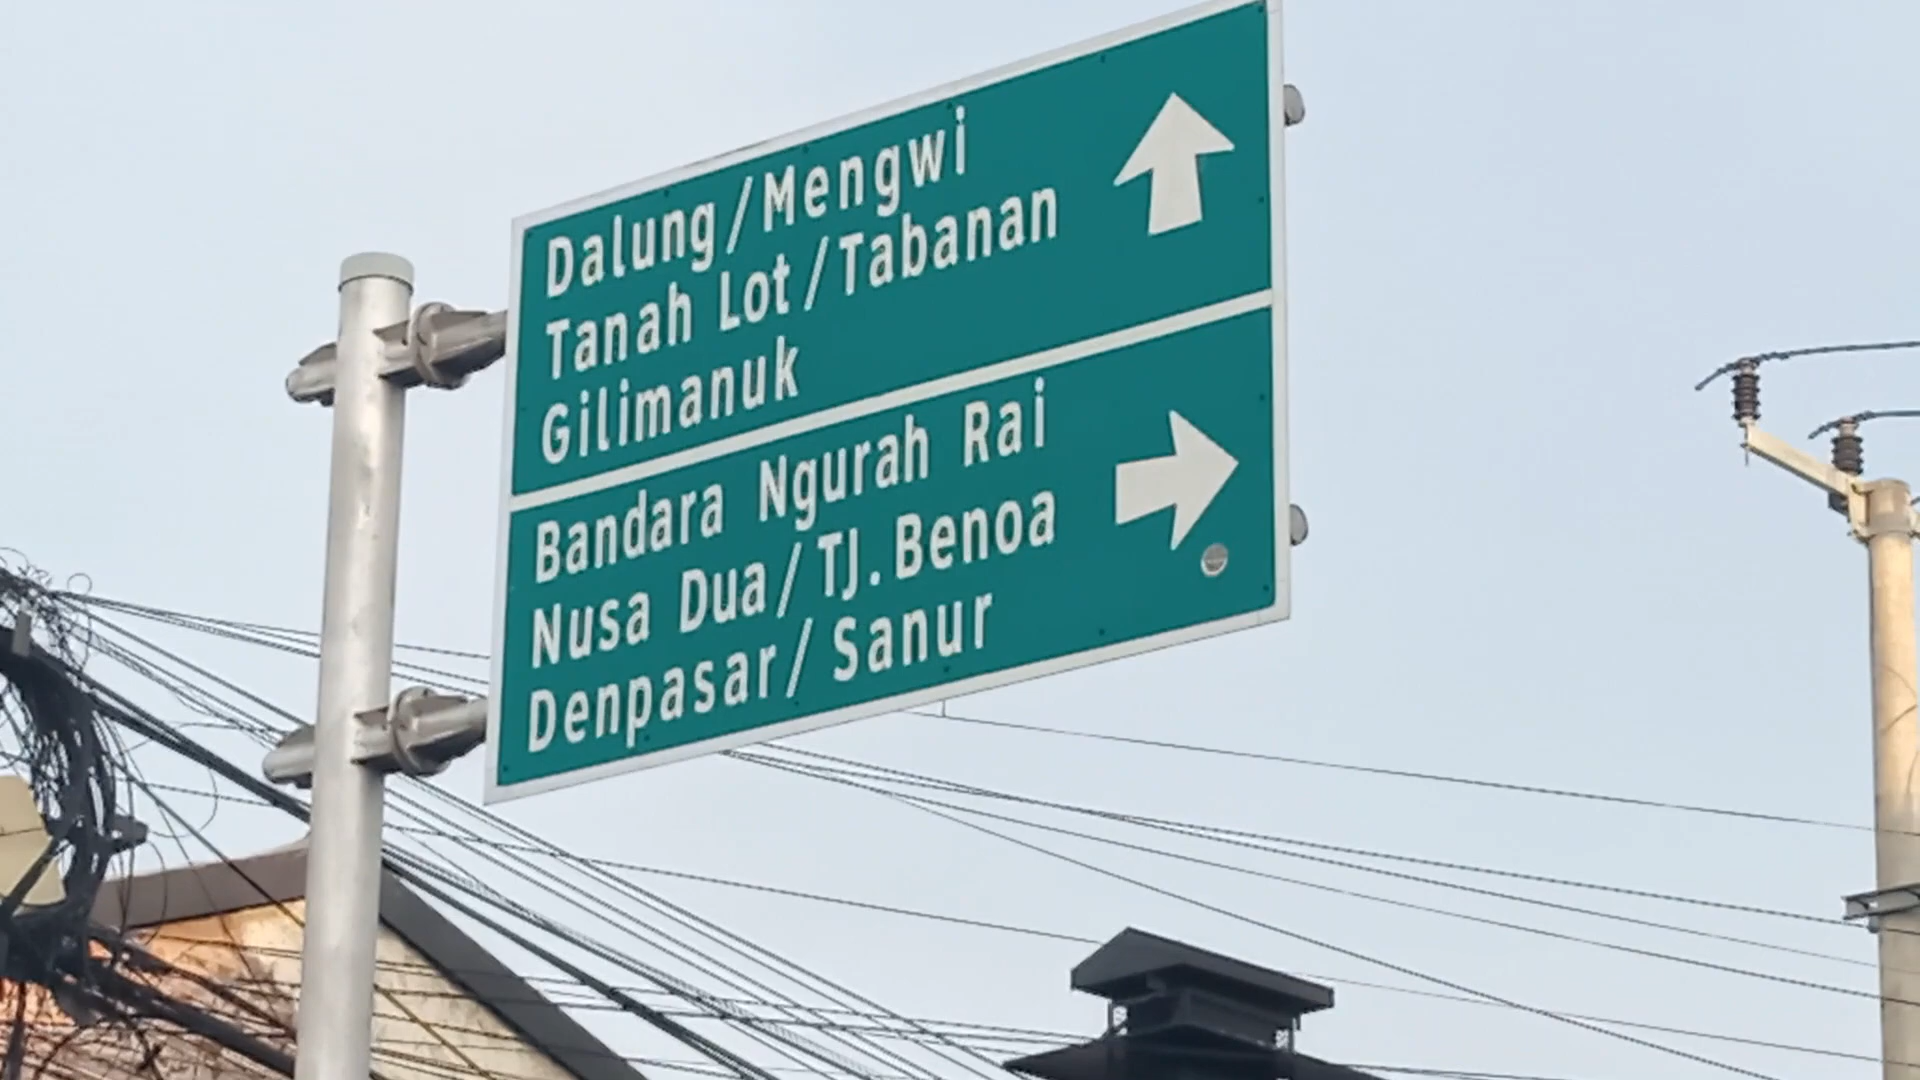 Dalung/Mengwi
Tanah Lot/Tabanan
Gilimanuk
Bandara Ngurah Rai
Nusa Dua/TJ.Benoa
Denpasar/Sanur